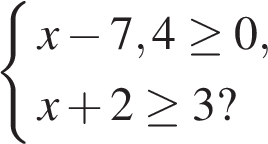 x − 7,4 ≥ 0,
x + 2 ≥ 3?